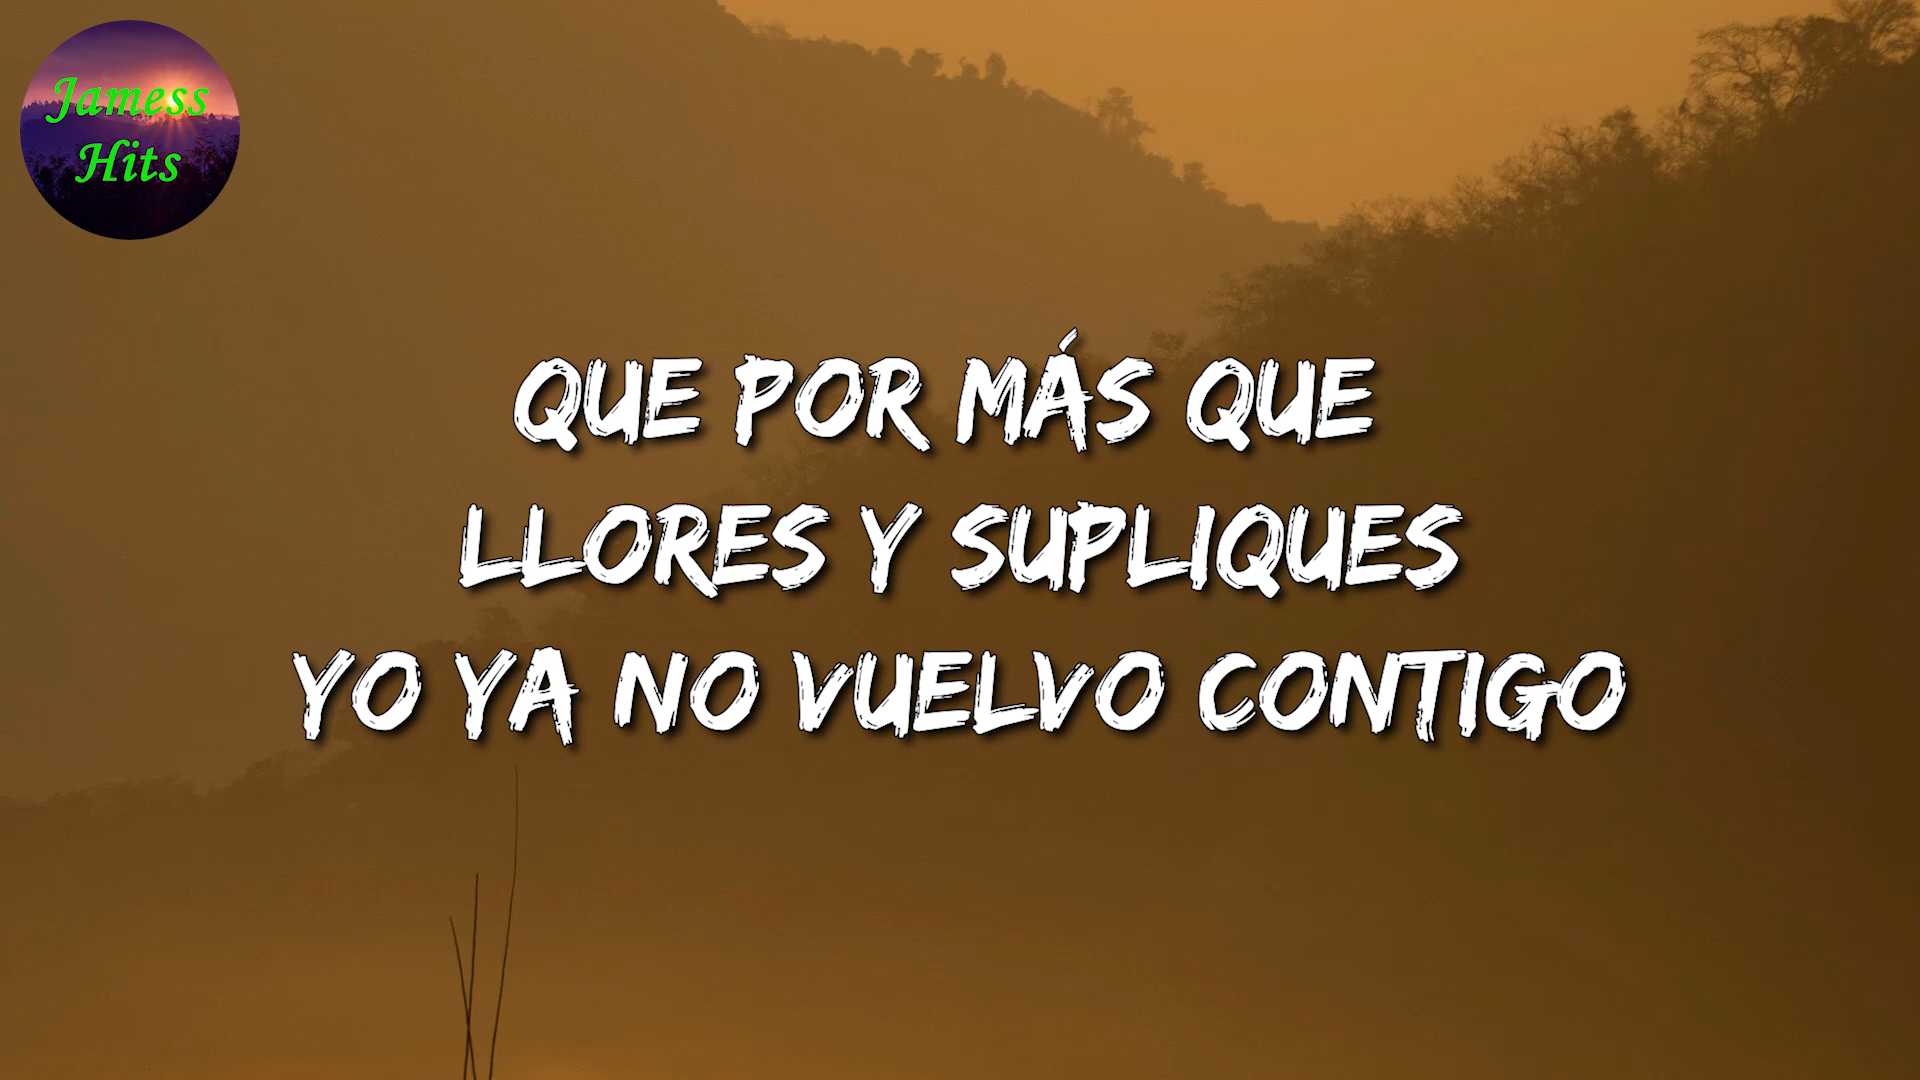 Jamess
Hits
QUE POR MÁS QUE
LLORES Y SUPLIQUES
YO YA NO VUELVO CONTIGO